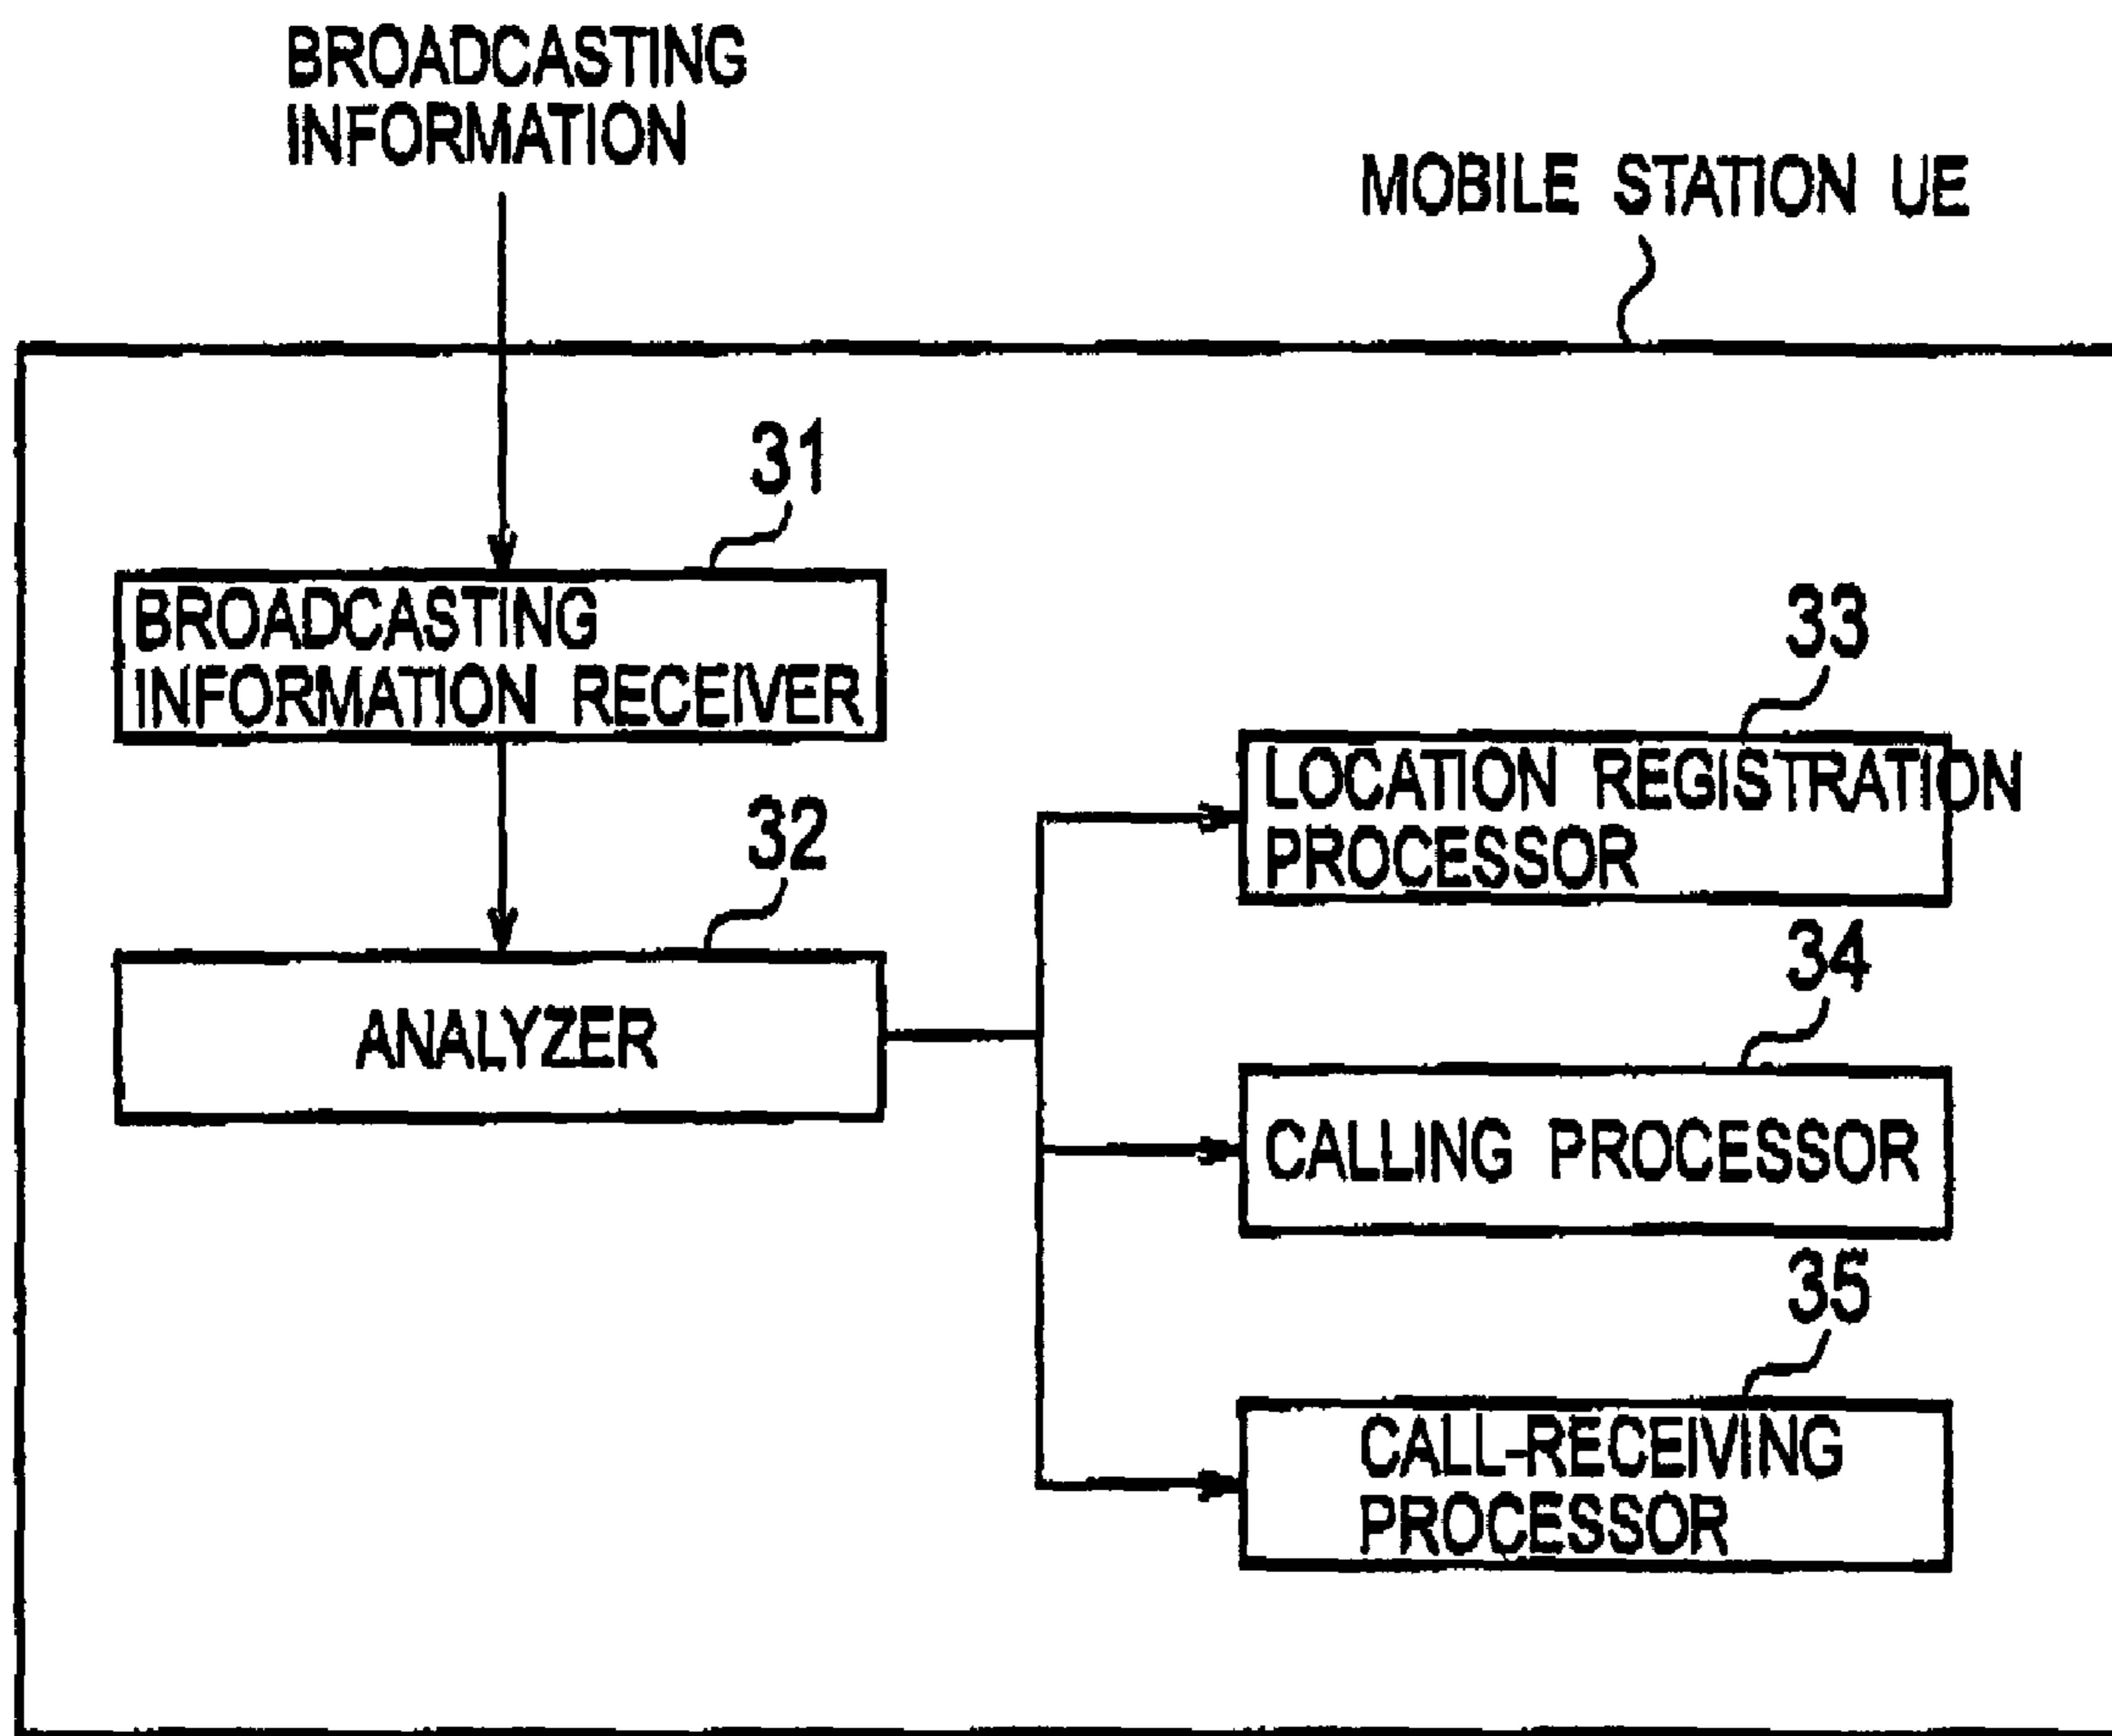 BROADCASTING
INFORMATION
MOBILE STATION UE
31
BROADCASTING
INFORMATION RECEIVER
32
ANALYZER
33
LOCATION REGISTRATION
PROCESSOR
34
CALLING PROCESSOR
35
CALL-RECEIVING
PROCESSOR